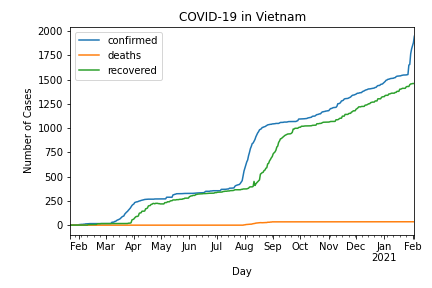 COVID-19 in Vietnam
confirmed
deaths
recovered
Number of Cases
2000
1750
1500
1250
1000
750
500
250
0
Feb Mar Apr May Jun Jul Aug Sep Oct Nov Dec Jan Feb
2021
Day